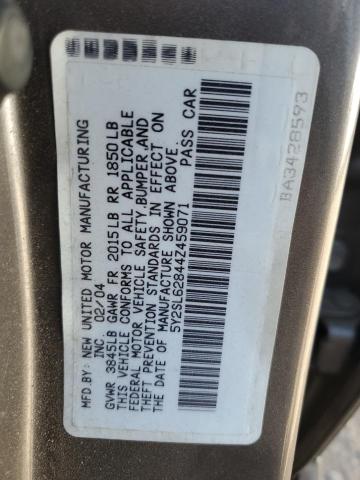 MFD.BY: NEW UNITED MOTOR MANUFACTURING
INC. 02/04
GVWR 3845LB GAWR FR 2015LB RR 1850LB
THIS VEHICLE CONFORMS TO ALL APPLICABLE
FEDERAL MOTOR VEHICLE SAFETY,BUMPER,AND
THEFT PREVENTION STANDARDS IN EFFECT ON
DATE OF MANUFACTURE SHOWN ABOVE.
5Y2SL62844Z459071 PASS CAR
BA3428593